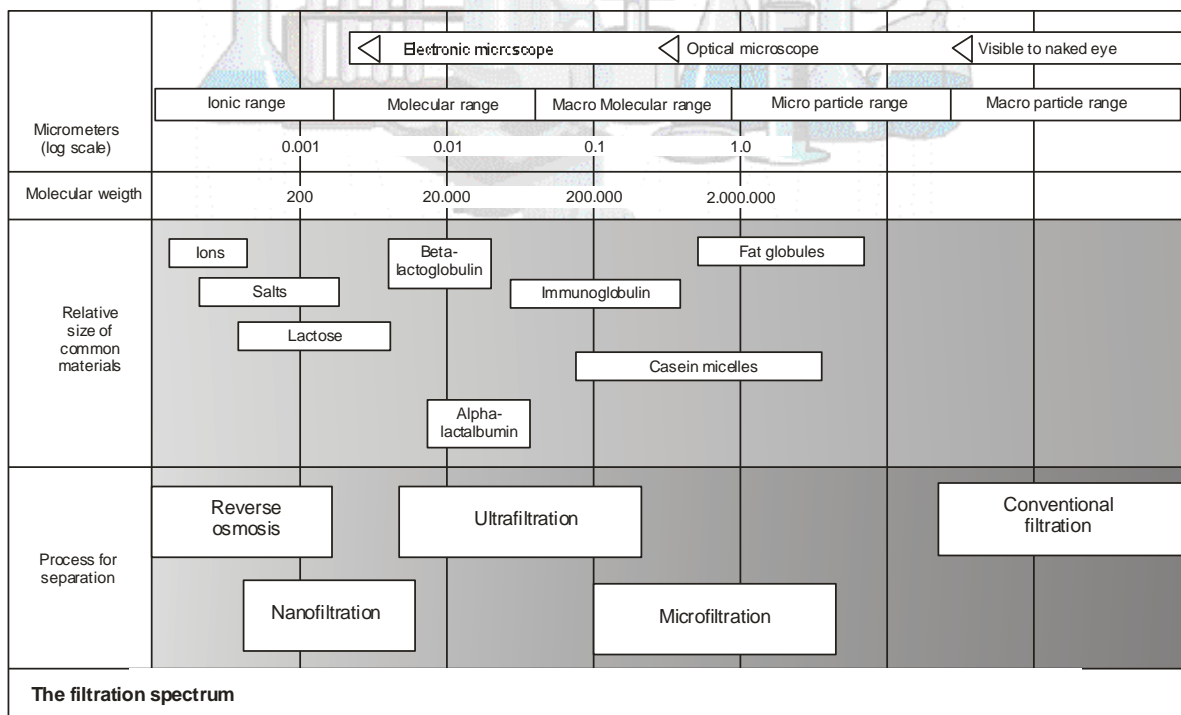 Electronic microscope
Optical microscope
Visible to naked eye
Ionic range
Molecular range
Macro Molecular range
Micro particle range
Macro particle range
Micrometers
(log scale)
0.001
0.01
0.1
1.0
Molecular weigth
200
20.000
200.000
2.000.000
Relative
size of
common
materials
Ions
Beta-
lactoglobulin
Fat globules
Salts
Immunoglobulin
Lactose
Casein micelles
Alpha-
lactalbumin
Process for
separation
Reverse
osmosis
Ultrafiltration
Conventional
filtration
Nanofiltration
Microfiltration
The filtration spectrum